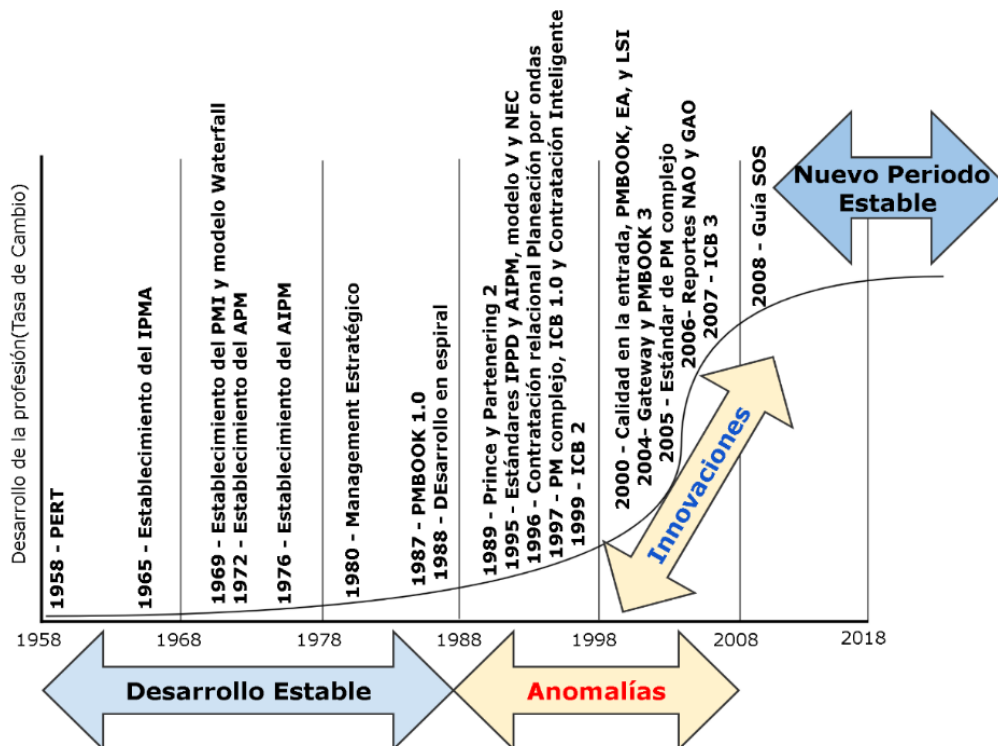 Desarrollo de la profesión(Tasa de Cambio)
1958 - PERT
1965 - Establecimiento del IPMA
1969 - Establecimiento del PMI y modelo Waterfall
1972 - Establecimiento del APM
1976 - Establecimiento del AIPM
1980 - Management Estratégico
1987 - PMBOOK 1.0
1988 - DEsarrollo en espiral
1989 - Prince y Partenering 2
1995 - Estándares IPPD y AIPM, modelo V y NEC
1996 - Contratación relacional Planeación por ondas
1997 - PM complejo, ICB 1.0 y Contratación Inteligente
1999 - ICB 2
2000 - Calidad en la entrada, PMBOOK, EA, y LSI
2004- Gateway y PMBOOK 3
2005 - Estándar de PM complejo
2006- Reportes NAO y GAO
2007 - ICB 3
2008 - Guía SOS
Nuevo Periodo
Estable
Innovaciones
1958
1968
1978
1988
1998
2008
2018
Desarrollo Estable
Anomalías